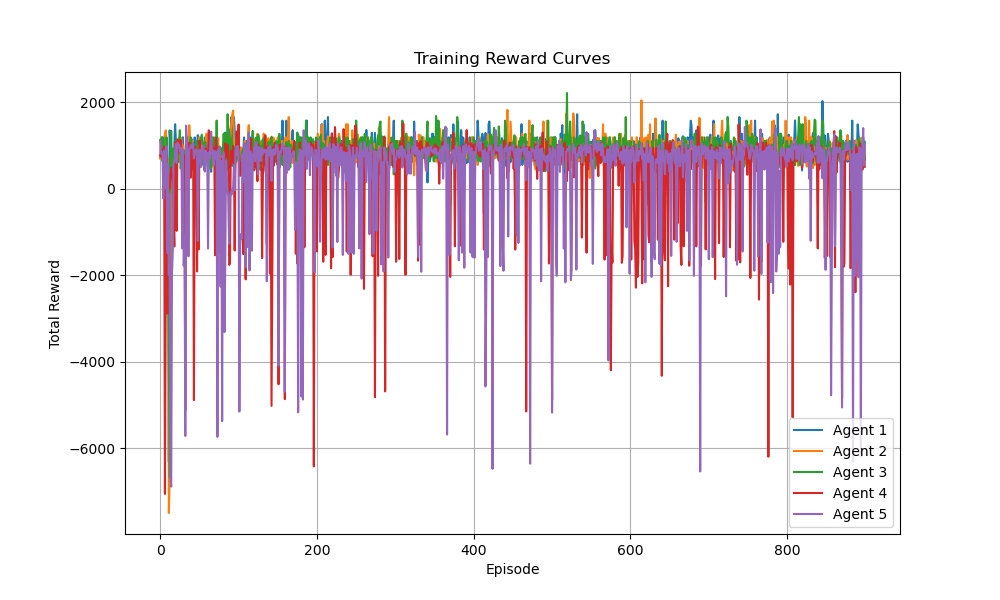 Training Reward Curves
Total Reward
2000
0
−2000
−4000
−6000
0 200 400 600 800
Episode
Agent 1
Agent 2
Agent 3
Agent 4
Agent 5